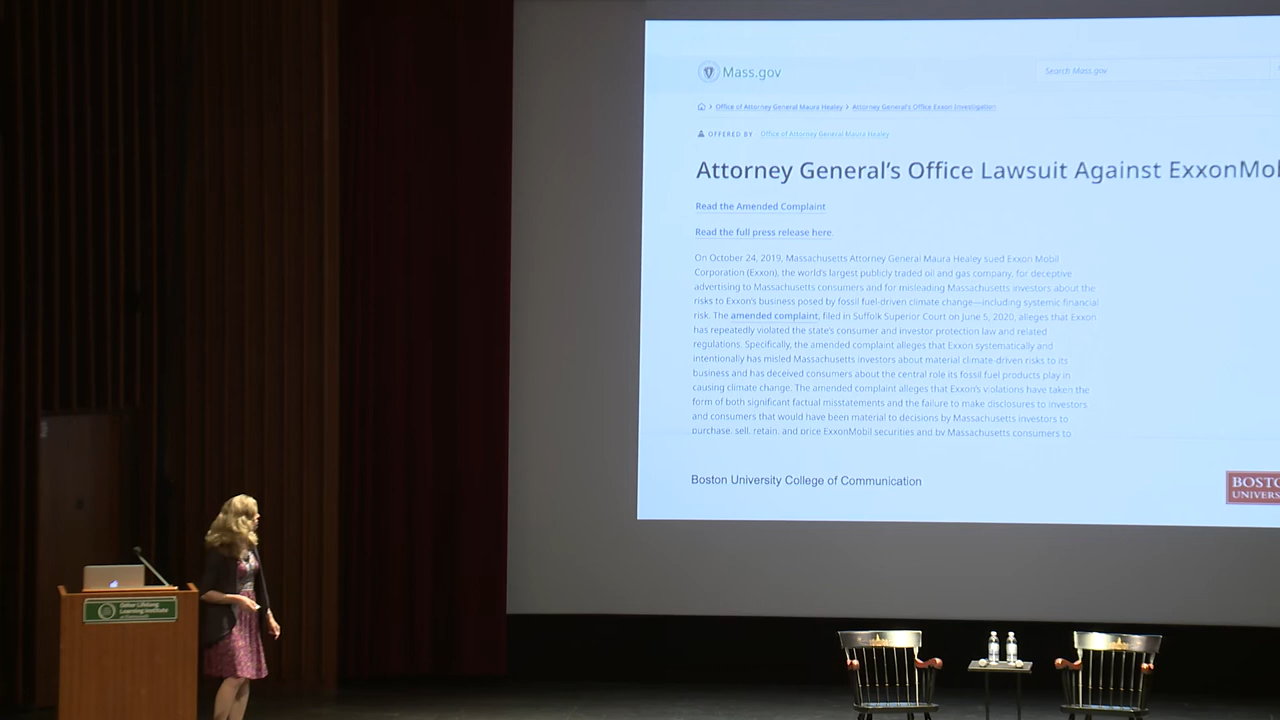 Mass.gov
Search Mass.gov
Office of Attorney General Maura Healey > Attorney General's Office Exxon Investigation
OFFERED BY Office of Attorney General Maura Healey
Attorney General's Office Lawsuit Against ExxonMob
Read the Amended Complaint
Read the full press release here.
On October 24, 2019, Massachusetts Attorney General Maura Healey sued Exxon Mobil
Corporation (Exxon), the world's largest publicly traded oil and gas company, for deceptive
advertising to Massachusetts consumers and for misleading Massachusetts investors about the
risks to Exxon's business posed by fossil fuel-driven climate change—including systemic financial
risk. The amended complaint, filed in Suffolk Superior Court on June 5, 2020, alleges that Exxon
has repeatedly violated the state's consumer and investor protection law and related
regulations. Specifically, the amended complaint alleges that Exxon systematically and
intentionally has misled Massachusetts investors about material climate-driven risks to its
business and has deceived consumers about the central role its fossil fuel products play in
causing climate change. The amended complaint alleges that Exxon's violations have taken the
form of both significant factual misstatements and the failure to make disclosures to investors
and consumers that would have been material to decisions by Massachusetts investors to
purchase, sell, retain, and price ExxonMobil securities and by Massachusetts consumers to
Boston University College of Communication
BOSTO
UNIVERS
Osher Lifelong
Learning Institute
at Dartmouth